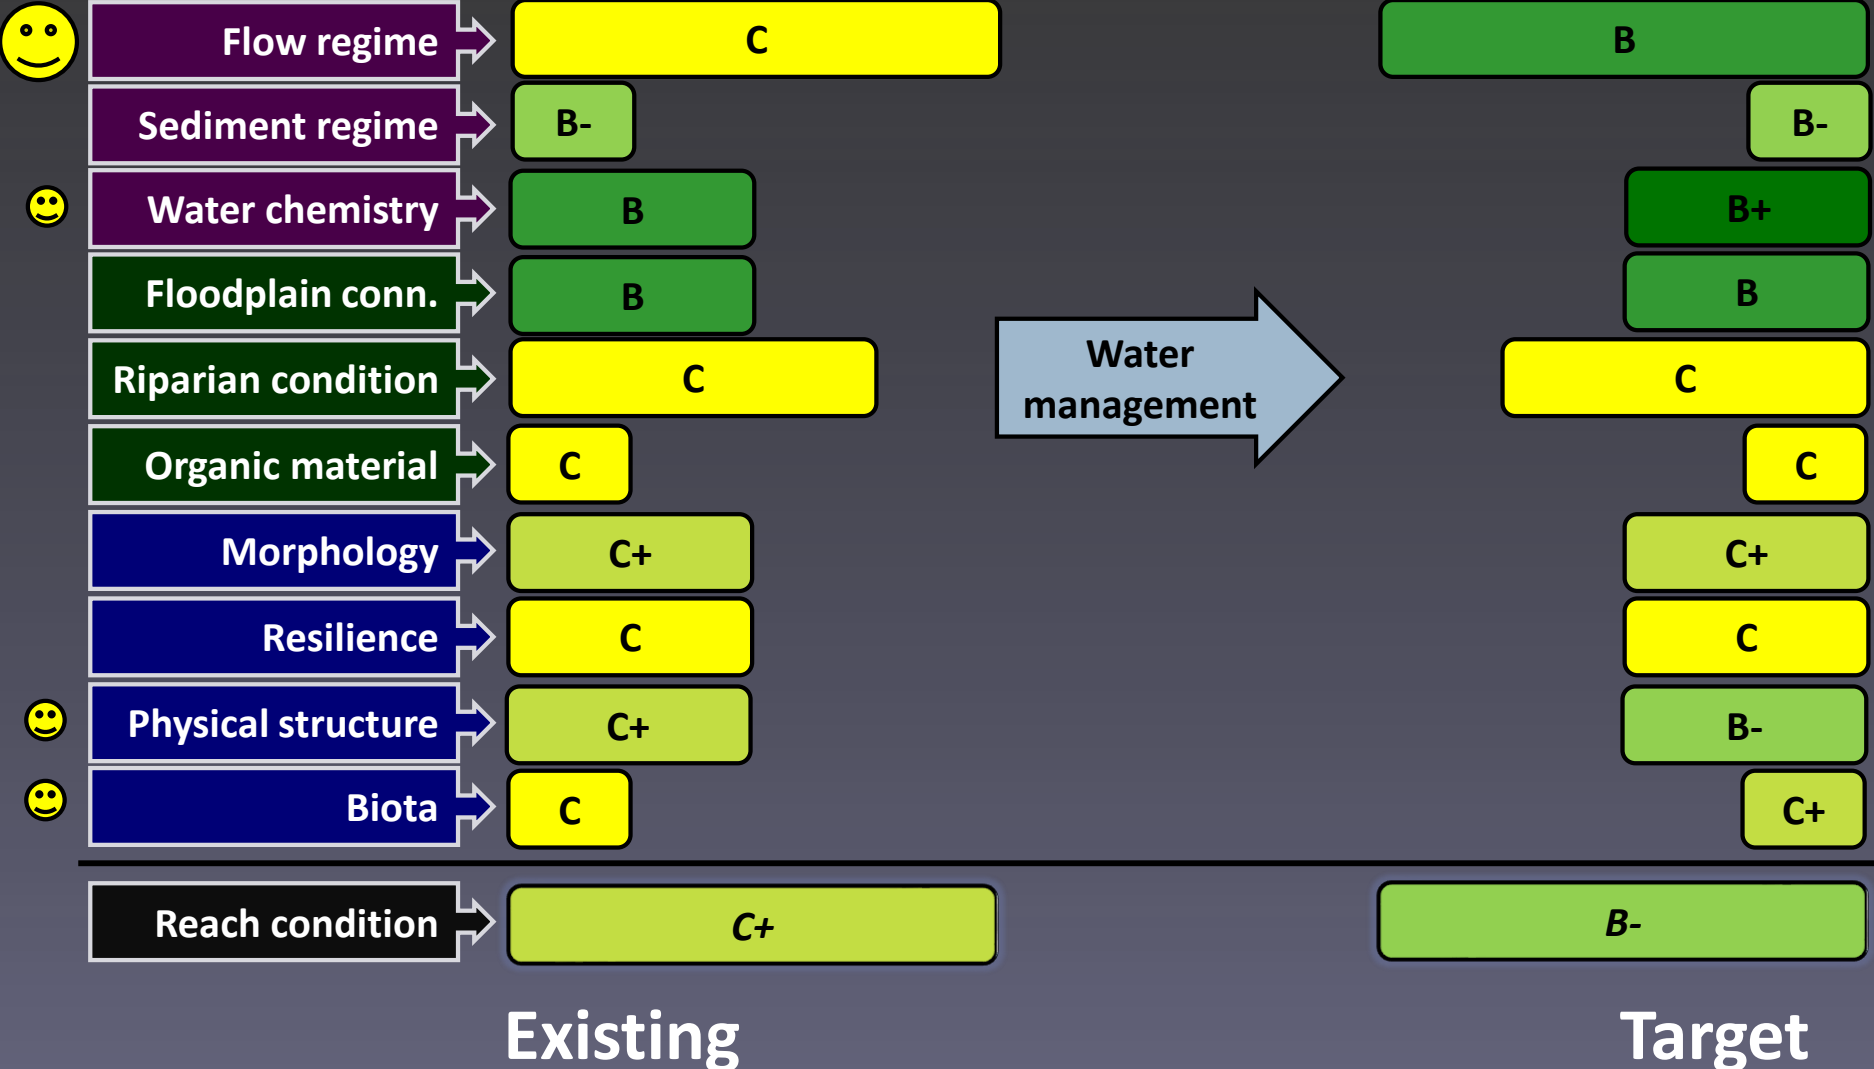 Flow regime C B
Sediment regime B- B-
Water chemistry B B+
Floodplain conn. B B
Riparian condition C C
Water
management
Organic material C C
Morphology C+ C+
Resilience C C
Physical structure C+ B-
Biota C C+
Reach condition C+ B-
Existing Target